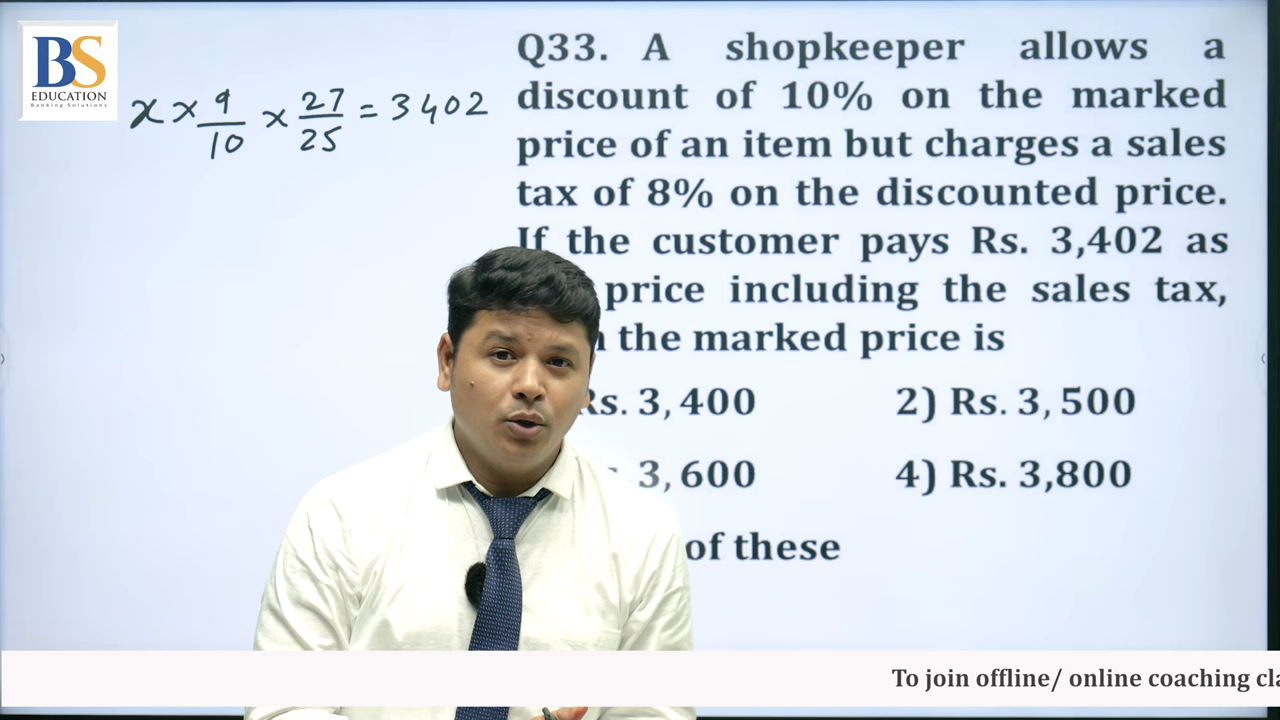 BS
EDUCATION
Banking Solutions
x × 9/10 × 27/25 = 3402
Q33. A shopkeeper allows a
discount of 10% on the marked
price of an item but charges a sales
tax of 8% on the discounted price.
If the customer pays Rs. 3,402 as
price including the sales tax,
the marked price is
Rs. 3,400 2) Rs. 3,500
3,600 4) Rs. 3,800
of these
To join offline/ online coaching cla